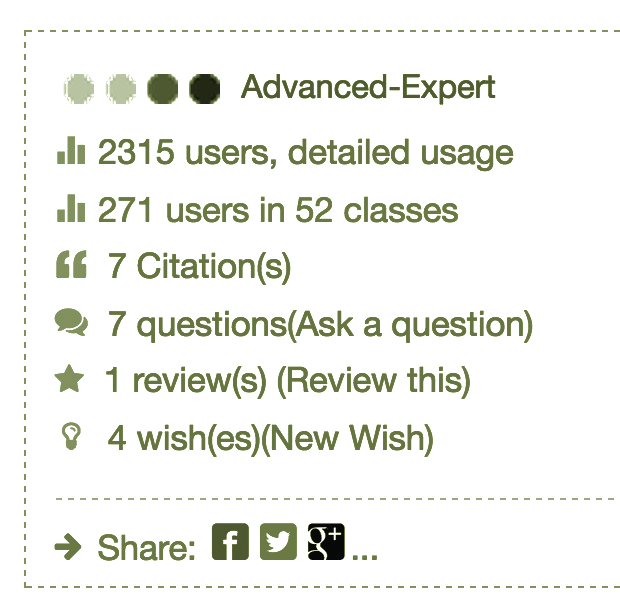 Advanced-Expert
2315 users, detailed usage
271 users in 52 classes
7 Citation(s)
7 questions(Ask a question)
1 review(s) (Review this)
4 wish(es)(New Wish)
Share: f g+ ...